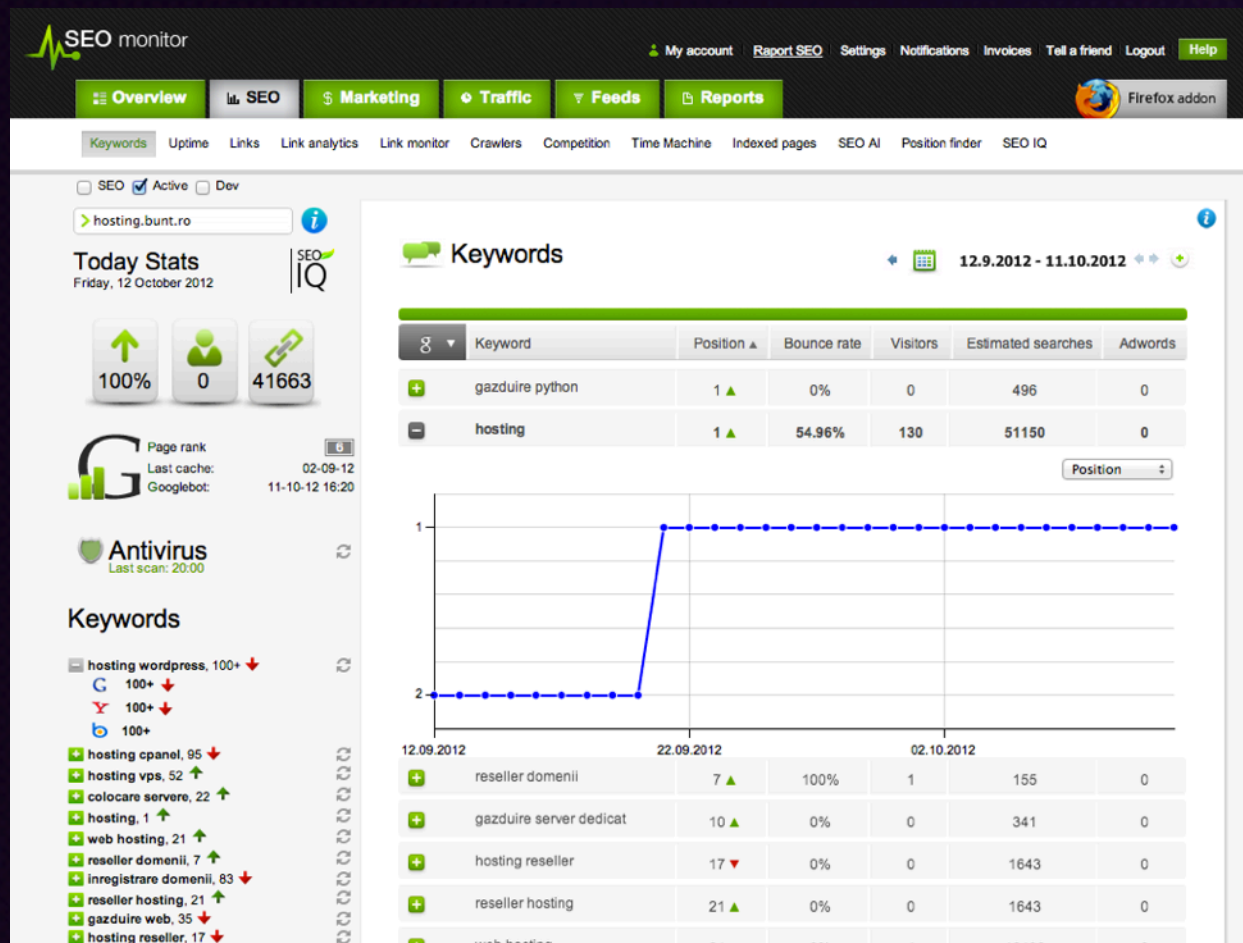 SEO monitor
My account Raport SEO Settings Notifications Invoices Tell a friend Logout Help
Overview SEO $ Marketing Traffic Feeds Reports Firefox addon
Keywords Uptime Links Link analytics Link monitor Crawlers Competition Time Machine Indexed pages SEO AI Position finder SEO IQ
SEO Active Dev
hosting.bunt.ro i
Today Stats
Friday, 12 October 2012
SEO IQ
100% 0 41663
Page rank 6
Last cache: 02-09-12
Googlebot: 11-10-12 16:20
Antivirus
Last scan: 20:00
Keywords
hosting wordpress, 100+
G 100+
Y 100+
b 100+
hosting cpanel, 95
hosting vps, 52
colocare servere, 22
hosting, 1
web hosting, 21
reseller domenii, 7
inregistrare domenii, 83
reseller hosting, 21
gazduire web, 35
hosting reseller, 17
i
Keywords
12.9.2012 - 11.10.2012
g Keyword Position Bounce rate Visitors Estimated searches Adwords
gazduire python 1 0% 0 496 0
hosting 1 54.96% 130 51150 0
Position
1
2
12.09.2012 22.09.2012 02.10.2012
reseller domenii 7 100% 1 155 0
gazduire server dedicat 10 0% 0 341 0
hosting reseller 17 0% 0 1643 0
reseller hosting 21 0% 0 1643 0
web hosting